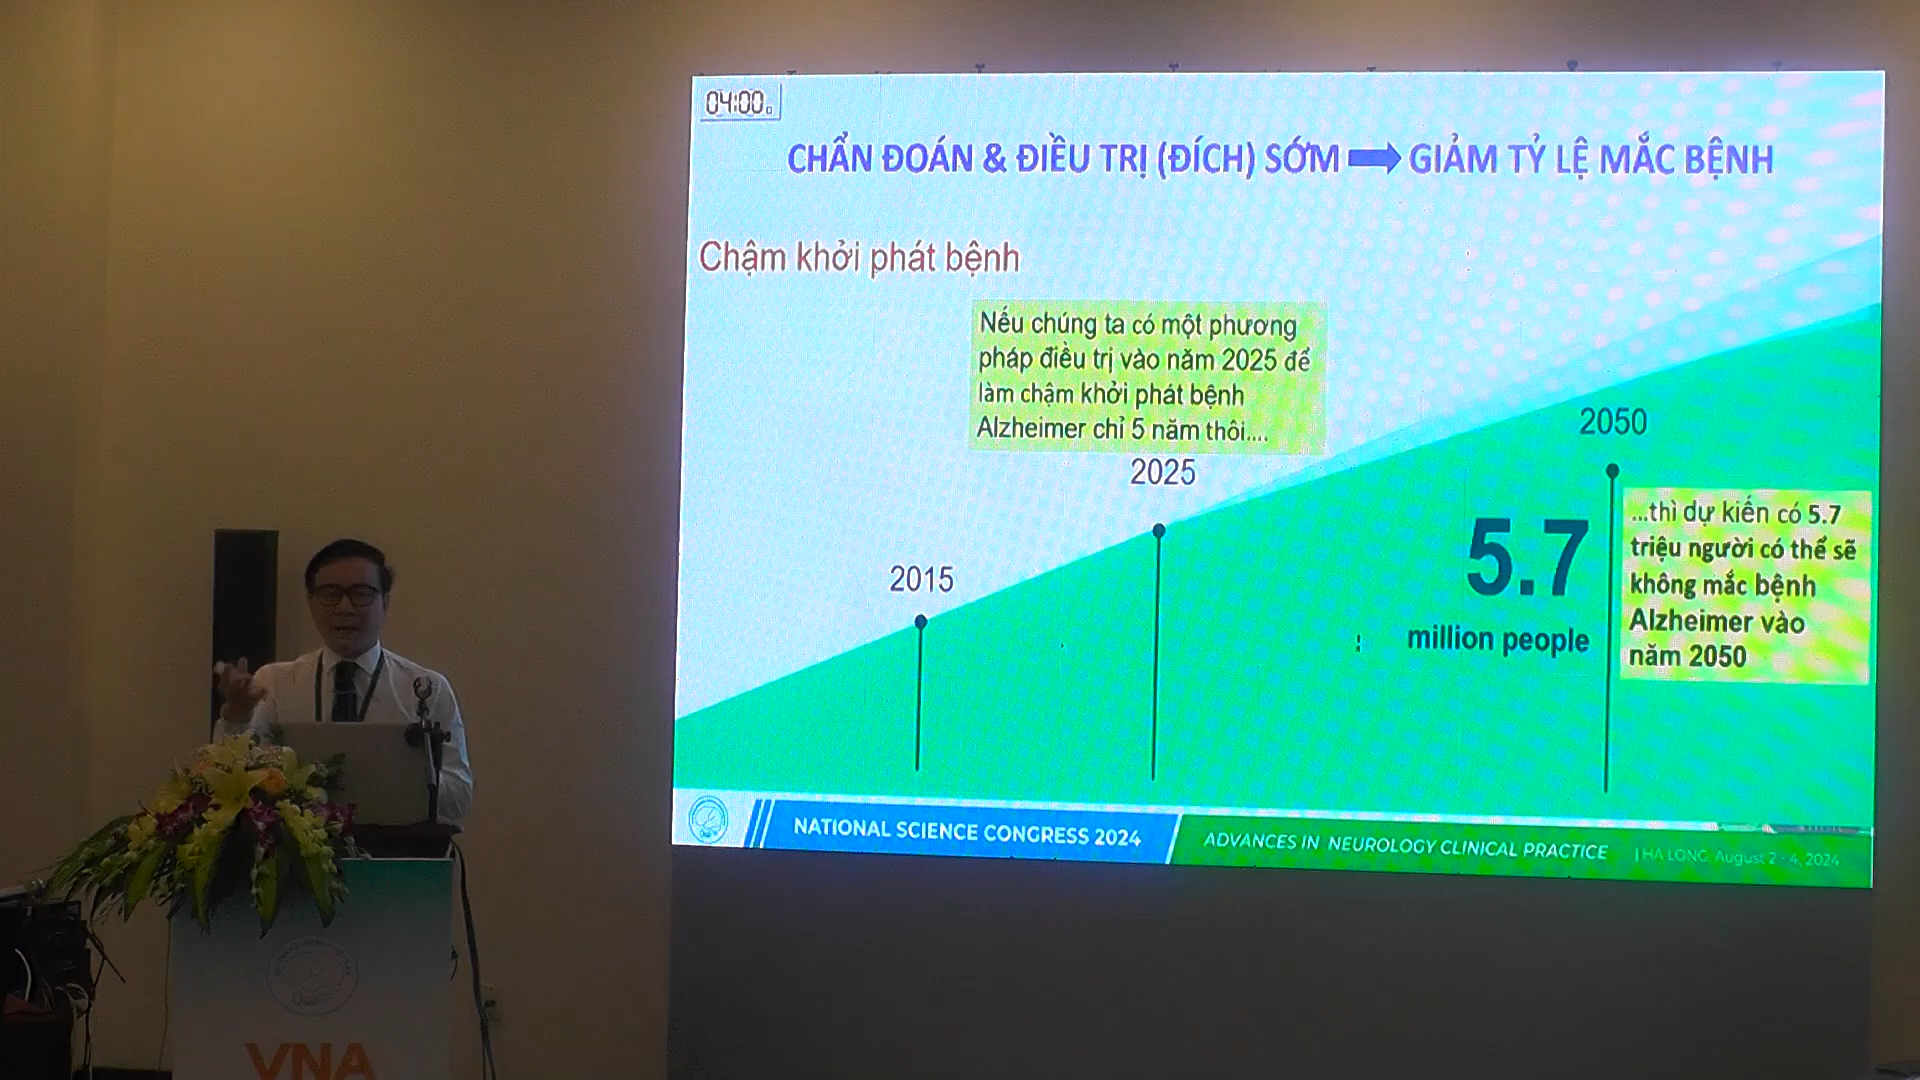 04:00
CHẨN ĐOÁN & ĐIỀU TRỊ (ĐÍCH) SỚM GIẢM TỶ LỆ MẮC BỆNH
Chậm khởi phát bệnh
Nếu chúng ta có một phương
pháp điều trị vào năm 2025 để
làm chậm khởi phát bệnh
Alzheimer chỉ 5 năm thôi....
2015
2025
2050
5.7
: million people
...thì dự kiến có 5.7
triệu người có thể sẽ
không mắc bệnh
Alzheimer vào
năm 2050
NATIONAL SCIENCE CONGRESS 2024
ADVANCES IN NEUROLOGY CLINICAL PRACTICE | HA LONG, August 2 - 4, 2024
VNA